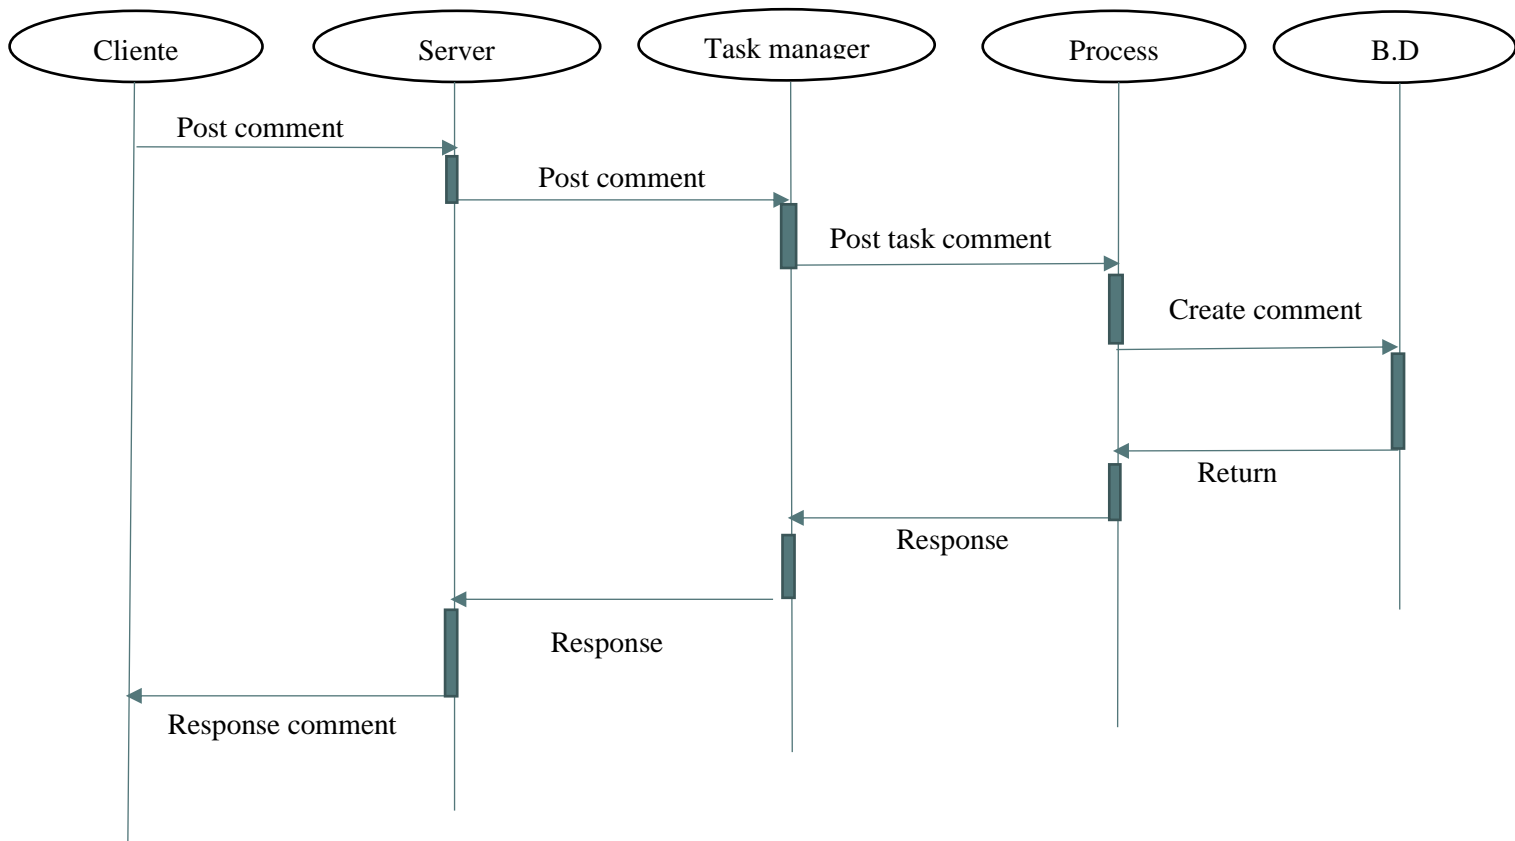 Cliente
Server
Task manager
Process
B.D
Post comment
Post comment
Post task comment
Create comment
Return
Response
Response
Response comment